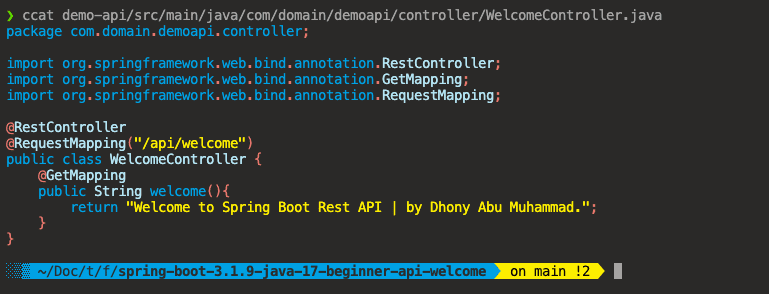 ❯ ccat demo-api/src/main/java/com/domain/demoapi/controller/WelcomeController.java
package com.domain.demoapi.controller;

import org.springframework.web.bind.annotation.RestController;
import org.springframework.web.bind.annotation.GetMapping;
import org.springframework.web.bind.annotation.RequestMapping;

@RestController
@RequestMapping("/api/welcome")
public class WelcomeController {
    @GetMapping
    public String welcome(){
        return "Welcome to Spring Boot Rest API | by Dhony Abu Muhammad.";
    }
}

~/Doc/t/f/spring-boot-3.1.9-java-17-beginner-api-welcome on main !2